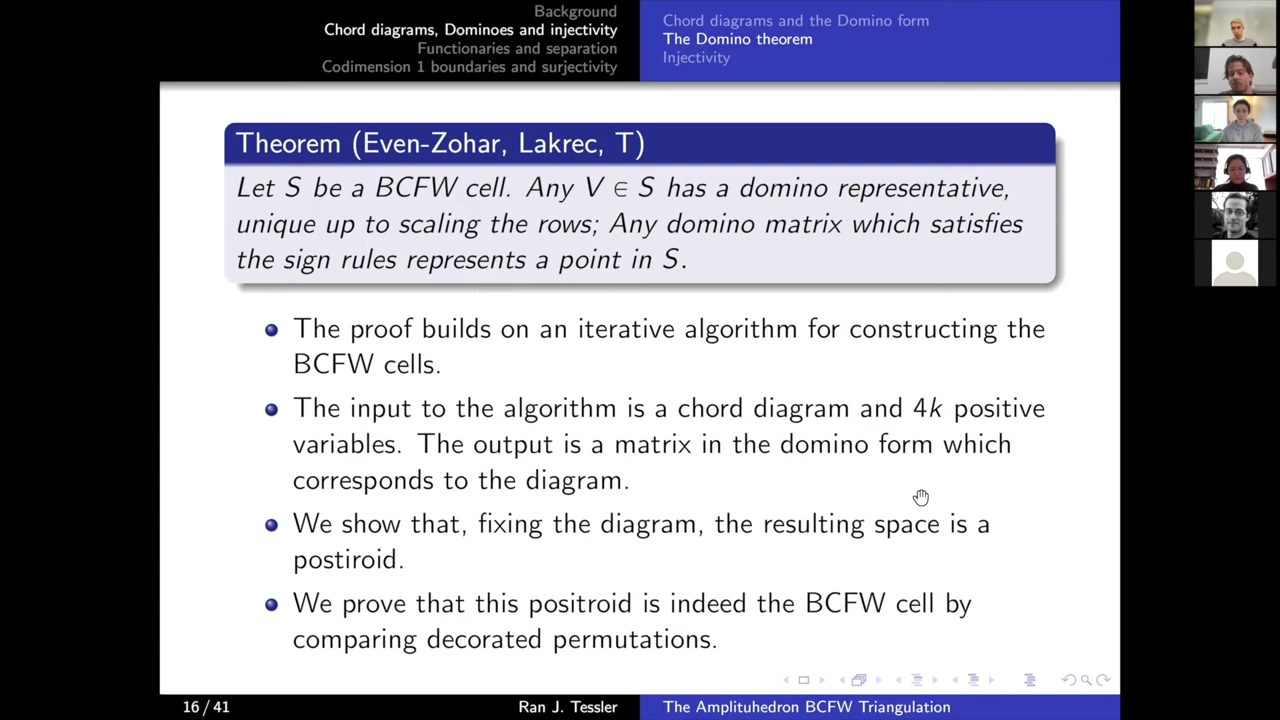 Background
Chord diagrams, Dominoes and injectivity
Functionaries and separation
Codimension 1 boundaries and surjectivity
Chord diagrams and the Domino form
The Domino theorem
Injectivity
Theorem (Even-Zohar, Lakrec, T)
Let S be a BCFW cell. Any V ∈ S has a domino representative,
unique up to scaling the rows; Any domino matrix which satisfies
the sign rules represents a point in S.
The proof builds on an iterative algorithm for constructing the
BCFW cells.
The input to the algorithm is a chord diagram and 4k positive
variables. The output is a matrix in the domino form which
corresponds to the diagram.
We show that, fixing the diagram, the resulting space is a
postiroid.
We prove that this positroid is indeed the BCFW cell by
comparing decorated permutations.
16 / 41
Ran J. Tessler
The Amplituhedron BCFW Triangulation